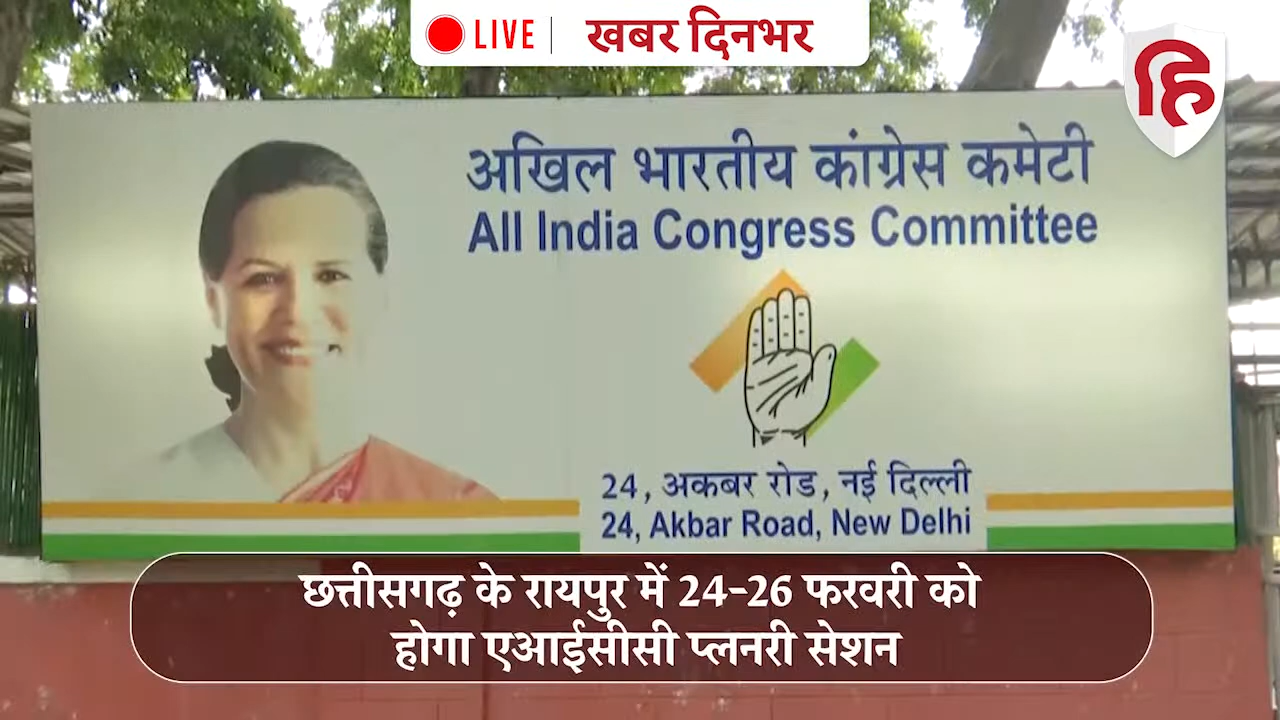 LIVE | खबर दिनभर
हि
अखिल भारतीय कांग्रेस कमेटी
All India Congress Committee
24, अकबर रोड, नई दिल्ली
24, Akbar Road, New Delhi
छत्तीसगढ़ के रायपुर में 24-26 फरवरी को
होगा एआईसीसी प्लनरी सेशन